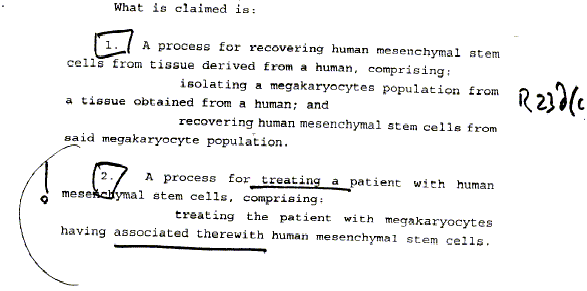 What is claimed is:
1. A process for recovering human mesenchymal stem
cells from tissue derived from a human, comprising:
isolating a megakaryocytes population from
a tissue obtained from a human; and
recovering human mesenchymal stem cells from
said megakaryocyte population.
2. A process for treating a patient with human
mesenchymal stem cells, comprising:
treating the patient with megakaryocytes
having associated therewith human mesenchymal stem cells.
!